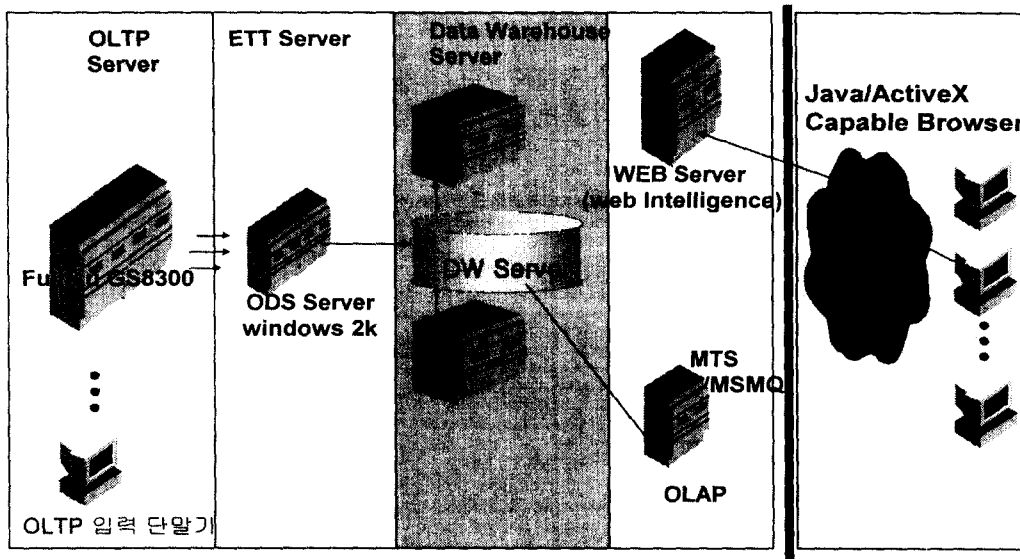 OLTP
Server
ETT Server
Data Warehouse
Server
Java/ActiveX
Capable Browser
WEB Server
(web Intelligence)
GS8300
ODS Server
windows 2k
DW Server
MTS
/MSMQ
OLAP
OLTP 입력 단말기